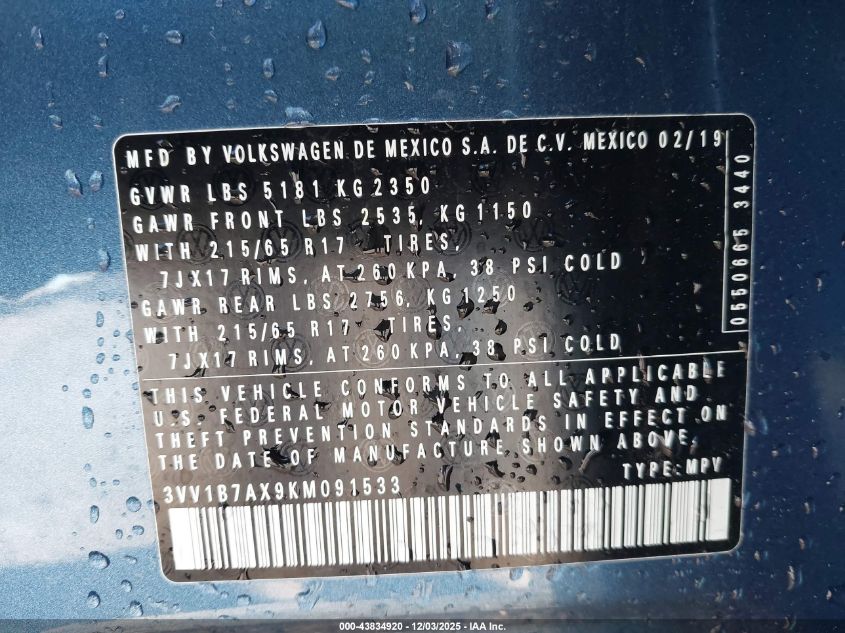 MFD BY VOLKSWAGEN DE MEXICO S.A. DE C.V. MEXICO 02/19
GVWR LBS 5181 KG 2350
GAWR FRONT LBS 2535, KG 1150
WITH 215/65 R17 TIRES,
7JX17 RIMS, AT 260 KPA, 38 PSI COLD
GAWR REAR LBS 2756, KG 1250
WITH 215/65 R17 TIRES,
7JX17 RIMS, AT 260 KPA, 38 PSI COLD
0550665 3440
THIS VEHICLE CONFORMS TO ALL APPLICABLE
U.S. FEDERAL MOTOR VEHICLE SAFETY AND
THEFT PREVENTION STANDARDS IN EFFECT ON
THE DATE OF MANUFACTURE SHOWN ABOVE.
TYPE: MPV
3VV1B7AX9KM091533
000-43834920 - 12/03/2025 - IAA Inc.